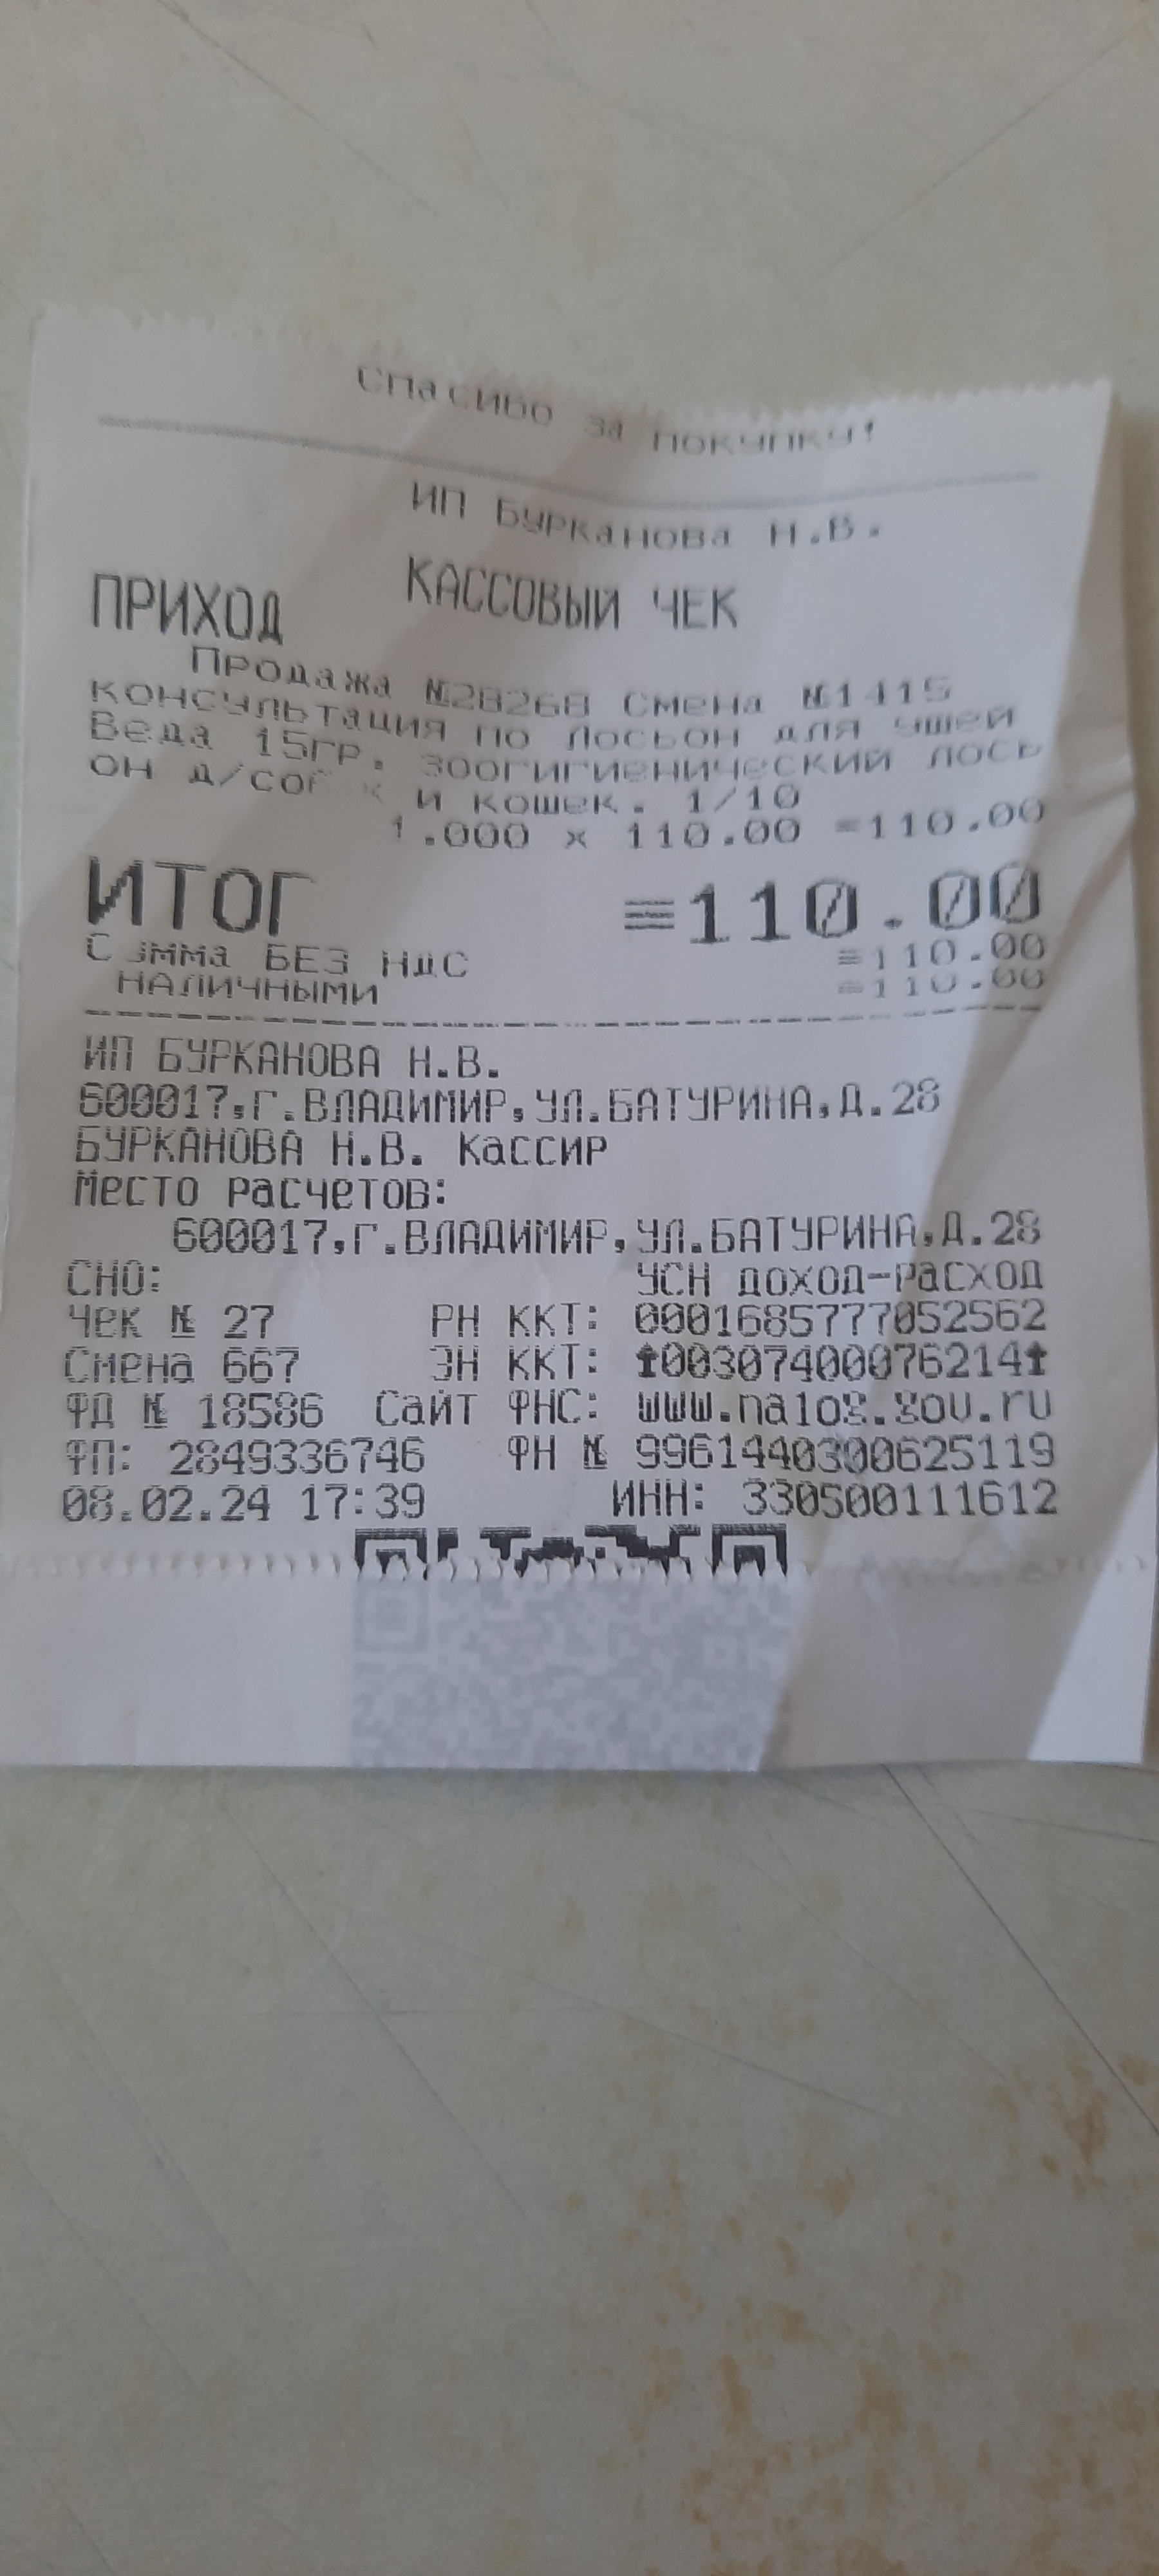 Спасибо за покупку!
ИП Бурканова Н.В.
КАССОВЫЙ ЧЕК
ПРИХОД
Продажа №28268 Смена №1415
консультация по Лосьон для ушей
Веда 15гр. зоогигиенический лось
он д/собак и кошек. 1/10
1.000 x 110.00 =110.00
ИТОГ =110.00
Сумма БЕЗ НДС =110.00
НАЛИЧНЫМИ =110.00
ИП БУРКАНОВА Н.В.
600017,г.ВЛАДИМИР,УЛ.БАТУРИНА,Д.28
БУРКАНОВА Н.В. Кассир
Место расчетов:
600017,г.ВЛАДИМИР,УЛ.БАТУРИНА,Д.28
СНО: УСН доход-расход
Чек № 27 РН ККТ: 0001685777052562
Смена 667 ЗН ККТ: 00307400076214
ФД № 18586 Сайт ФНС: www.nalog.gov.ru
ФП: 2849336746 ФН № 9961440300625119
08.02.24 17:39 ИНН: 330500111612